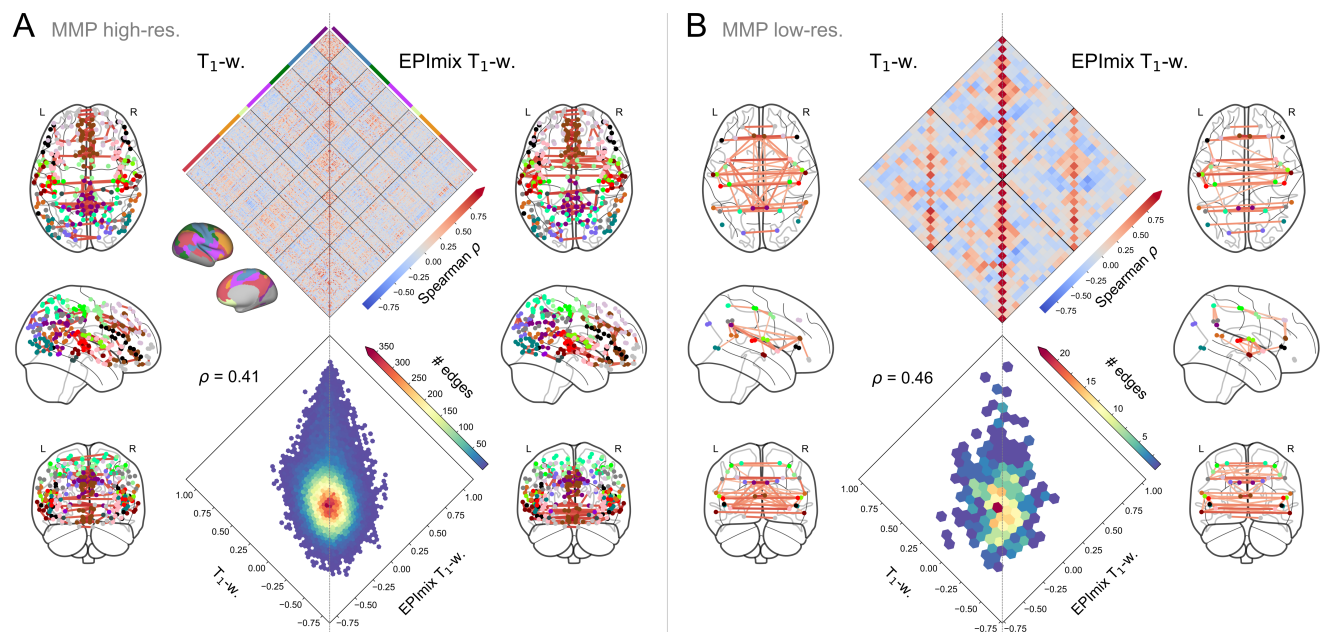 A MMP high-res.
T1-w.
EPImix T1-w.
L R
L R
0.75
0.50
0.25
0.00
−0.25
−0.50
−0.75
Spearman ρ
ρ = 0.41
350
300
250
200
150
100
50
# edges
L R
L R
1.00
0.75
0.50
0.25
0.00
−0.25
−0.50
−0.75
T1-w.
1.00
0.75
0.50
0.25
0.00
−0.25
−0.50
−0.75
EPImix T1-w.
B MMP low-res.
T1-w.
EPImix T1-w.
L R
L R
0.75
0.50
0.25
0.00
−0.25
−0.50
−0.75
Spearman ρ
ρ = 0.46
20
15
10
5
# edges
L R
L R
1.00
0.75
0.50
0.25
0.00
−0.25
−0.50
−0.75
T1-w.
1.00
0.75
0.50
0.25
0.00
−0.25
−0.50
−0.75
EPImix T1-w.